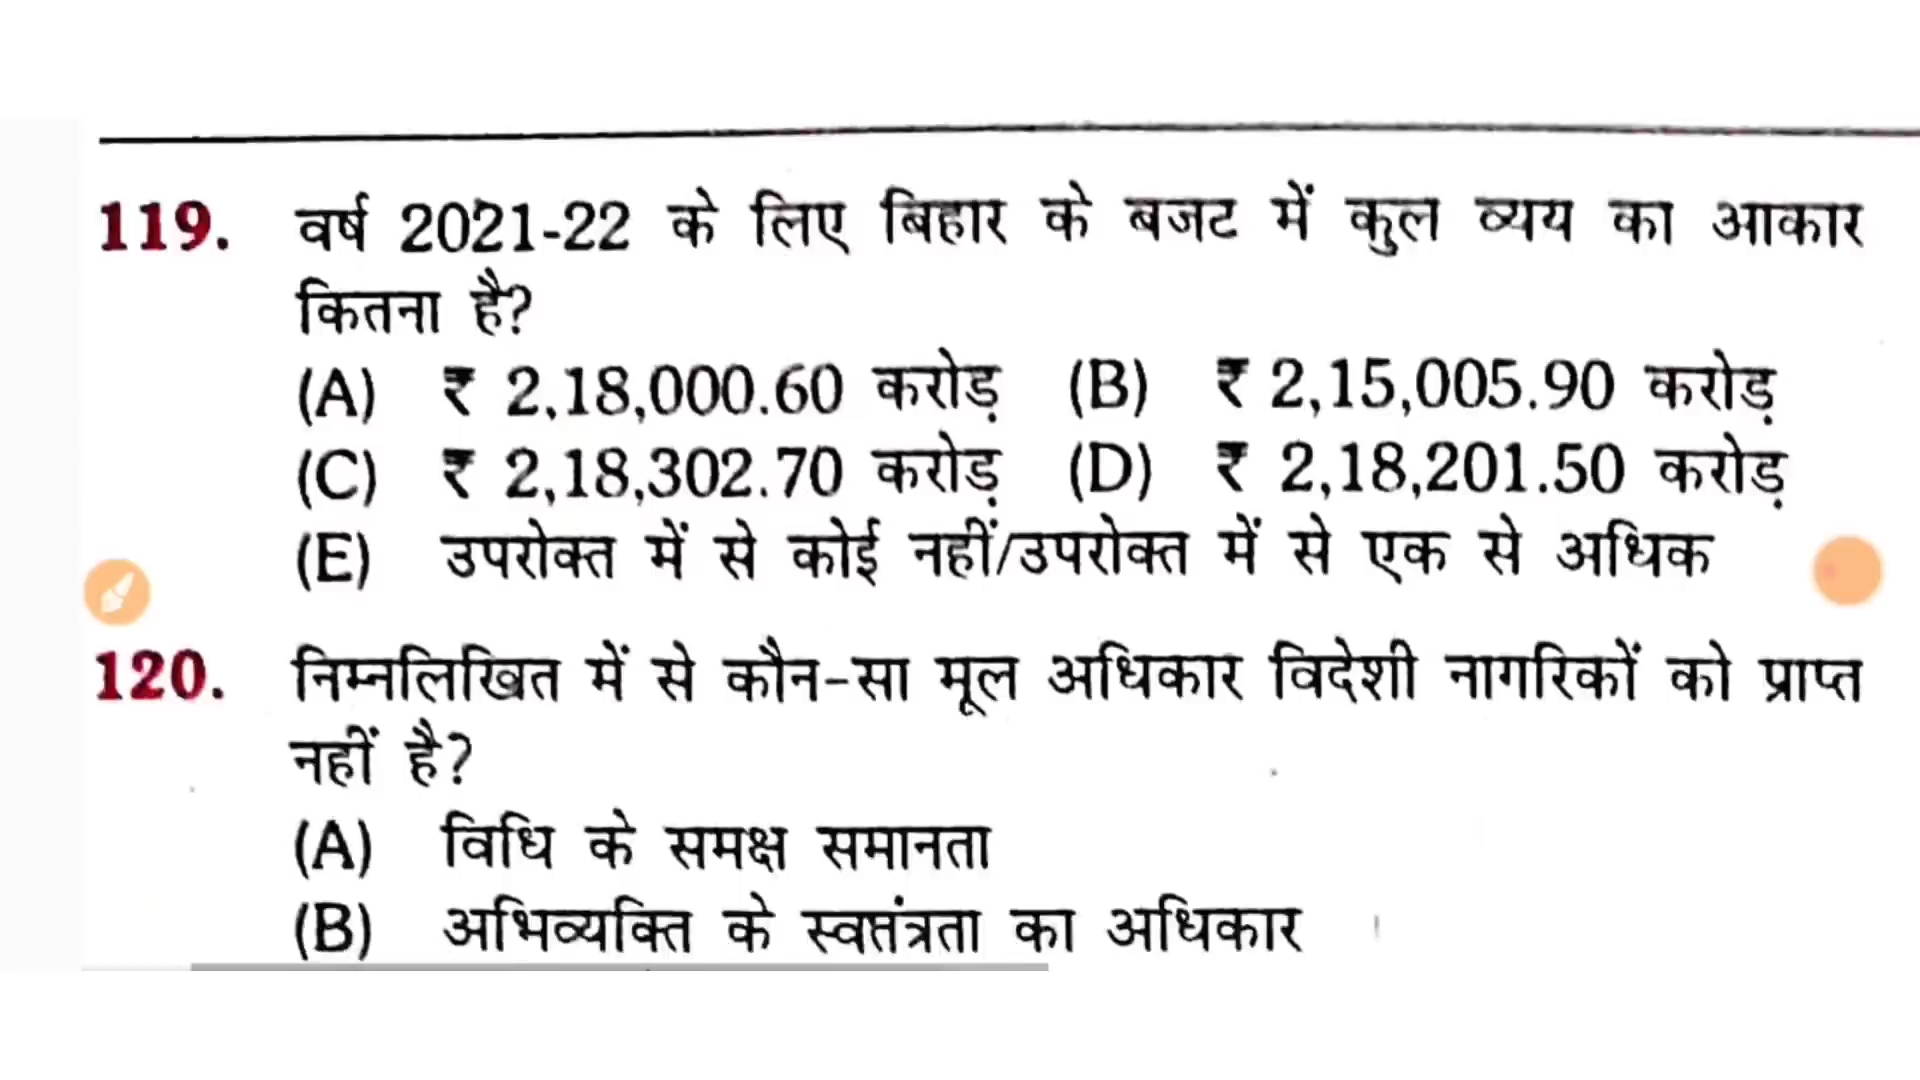 119. वर्ष 2021-22 के लिए बिहार के बजट में कुल व्यय का आकार
कितना है?
(A) ₹ 2,18,000.60 करोड़ (B) ₹ 2,15,005.90 करोड़
(C) ₹ 2,18,302.70 करोड़ (D) ₹ 2,18,201.50 करोड़
(E) उपरोक्त में से कोई नहीं/उपरोक्त में से एक से अधिक
120. निम्नलिखित में से कौन-सा मूल अधिकार विदेशी नागरिकों को प्राप्त
नहीं है?
(A) विधि के समक्ष समानता
(B) अभिव्यक्ति के स्वतंत्रता का अधिकार